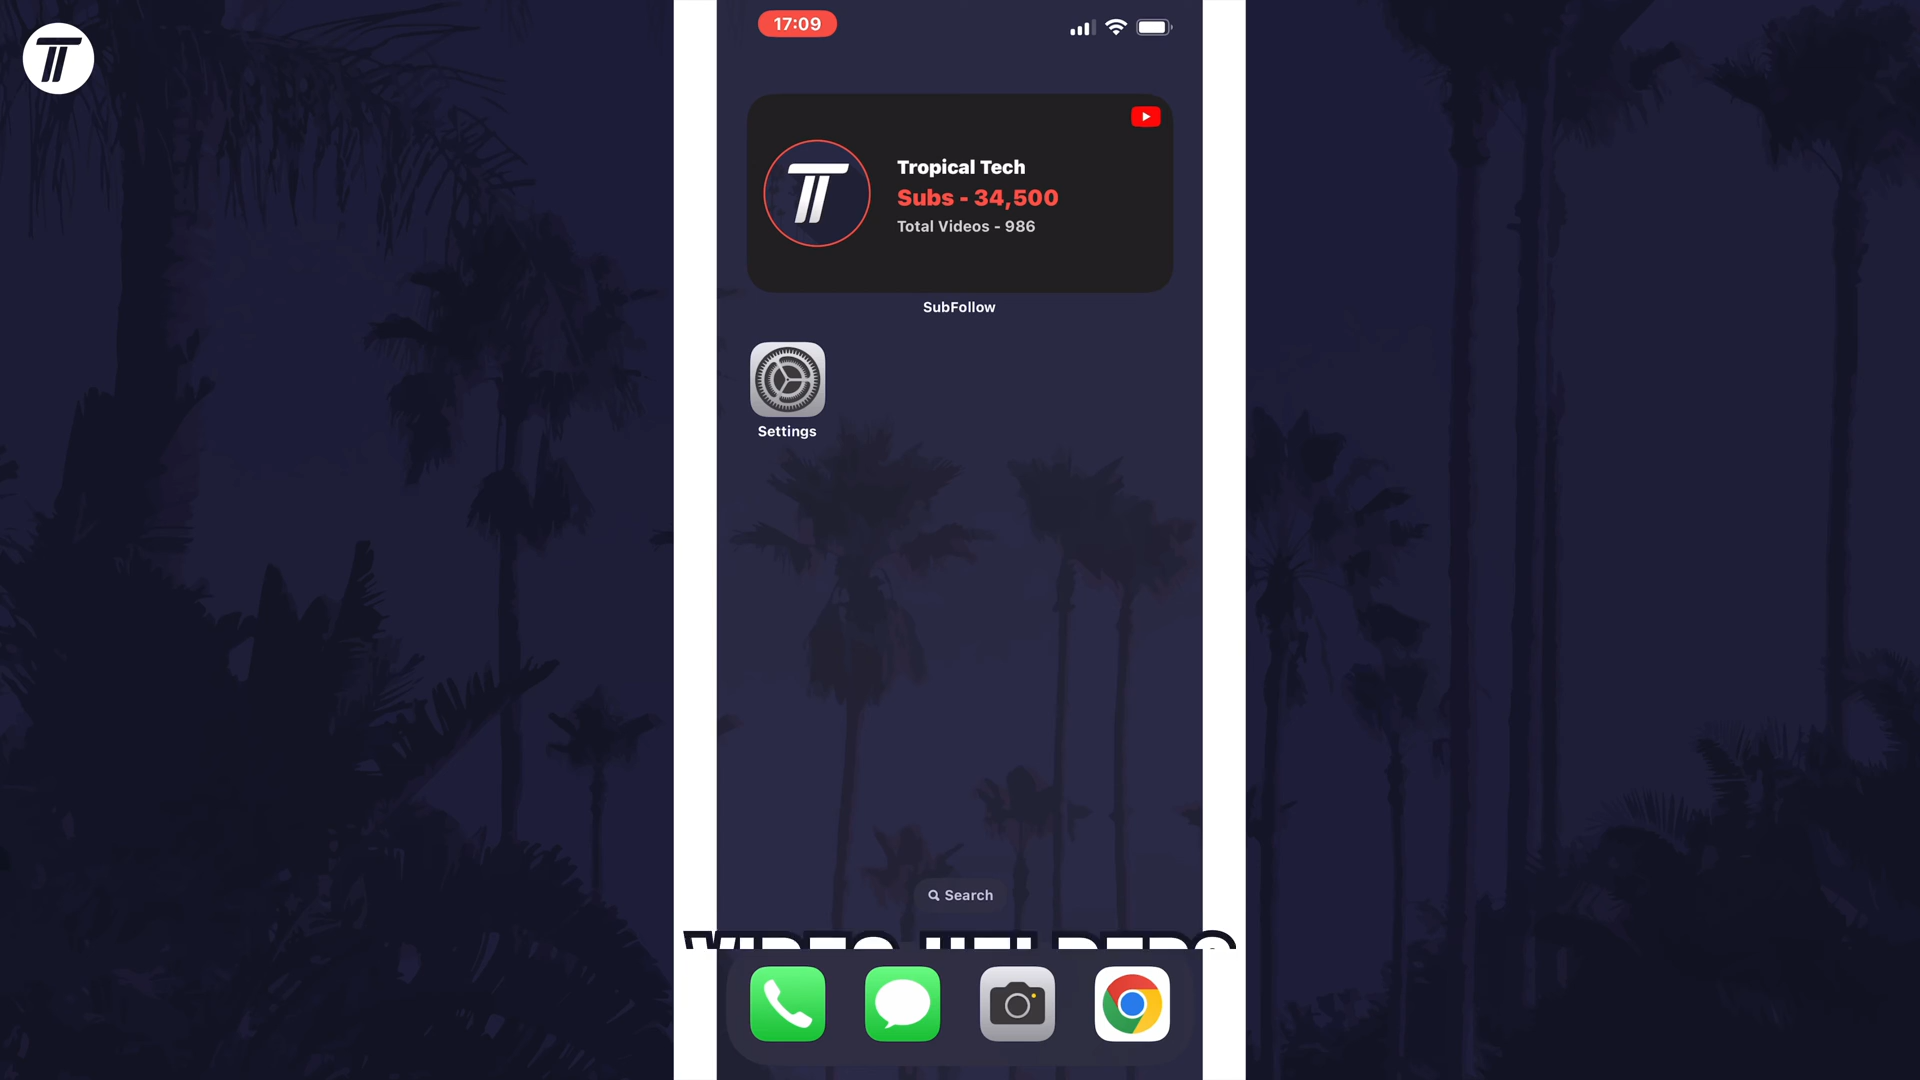 17:09
Tropical Tech
Subs - 34,500
Total Videos - 986
SubFollow
Settings
Search
VIDEO HELPERS